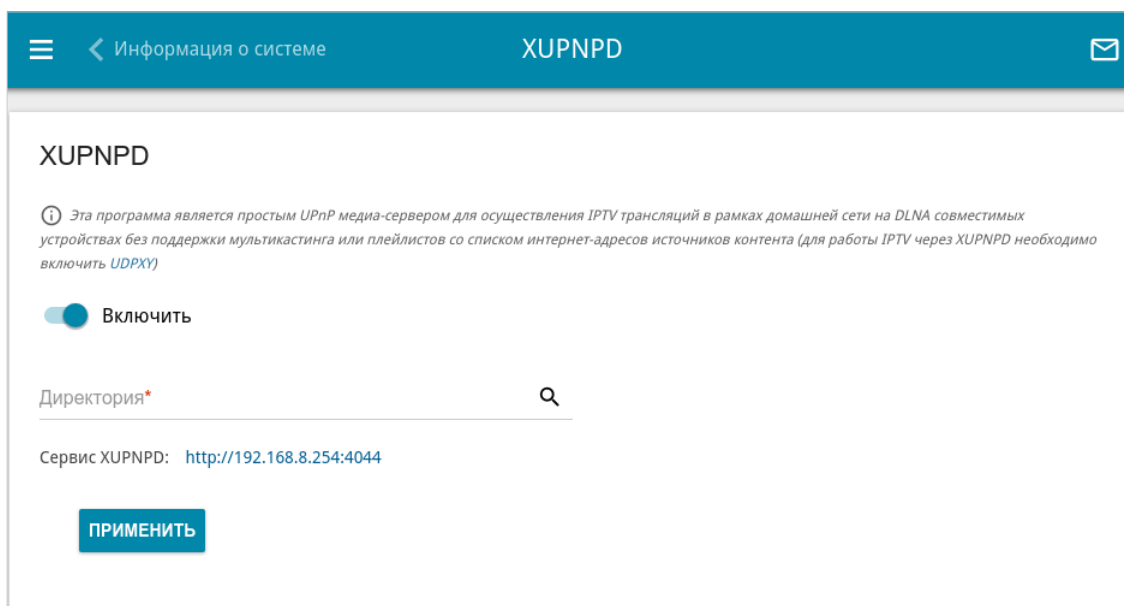 Информация о системе
XUPNPD
XUPNPD
Эта программа является простым UPnP медиа-сервером для осуществления IPTV трансляций в рамках домашней сети на DLNA совместимых
устройствах без поддержки мультикастинга или плейлистов со списком интернет-адресов источников контента (для работы IPTV через XUPNPD необходимо
включить UDPXY)
Включить
Директория*
Сервис XUPNPD: http://192.168.8.254:4044
ПРИМЕНИТЬ